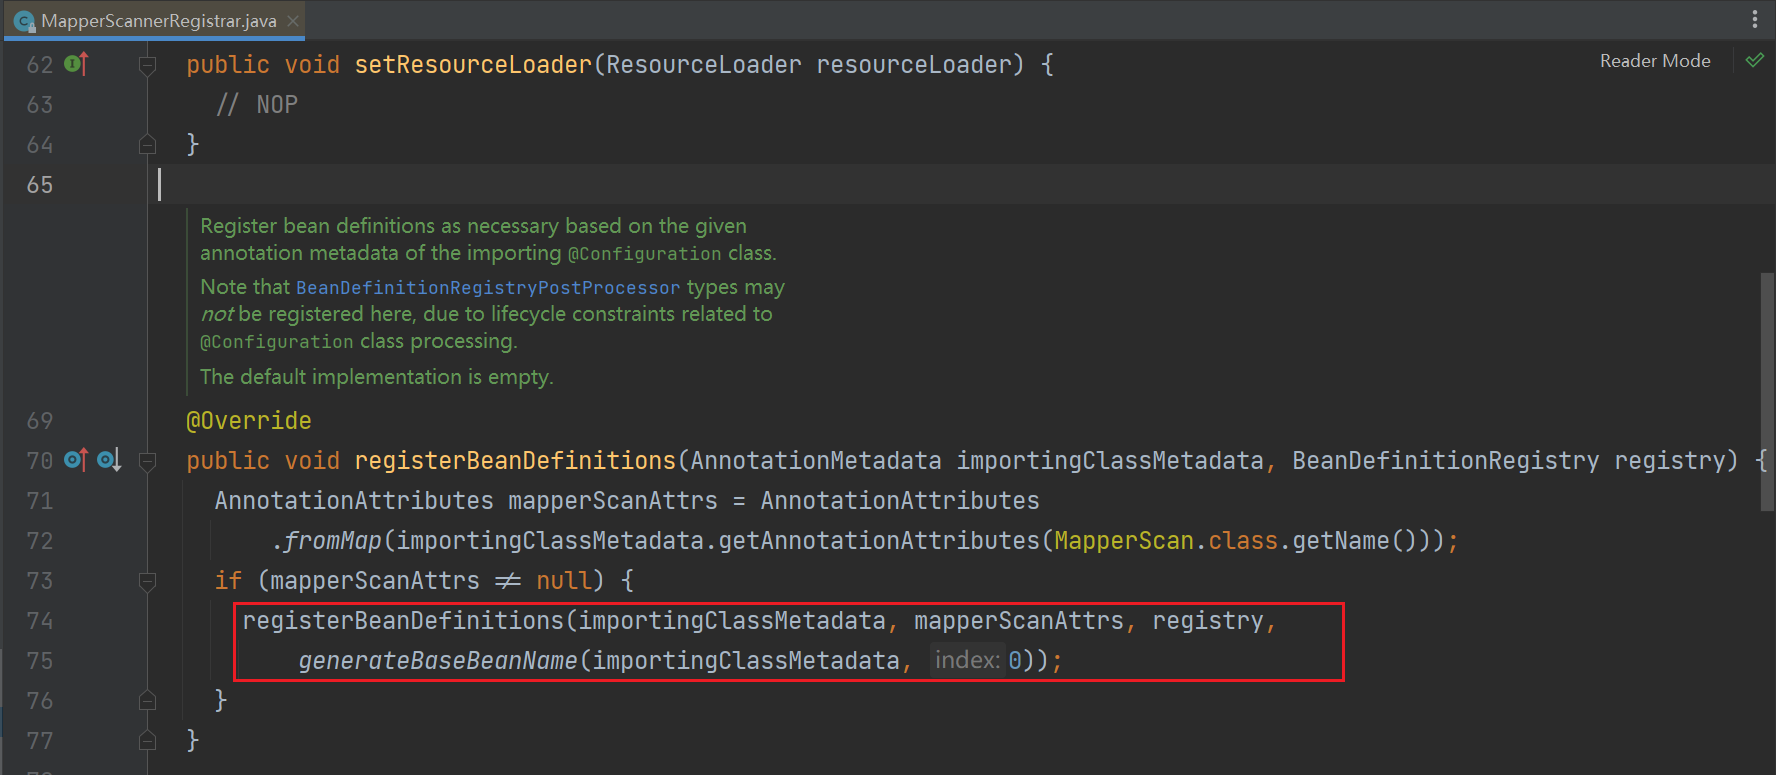 MapperScannerRegistrar.java
Reader Mode
62 public void setResourceLoader(ResourceLoader resourceLoader) {
63 // NOP
64 }
65
Register bean definitions as necessary based on the given
annotation metadata of the importing @Configuration class.
Note that BeanDefinitionRegistryPostProcessor types may
not be registered here, due to lifecycle constraints related to
@Configuration class processing.
The default implementation is empty.
69 @Override
70 public void registerBeanDefinitions(AnnotationMetadata importingClassMetadata, BeanDefinitionRegistry registry) {
71 AnnotationAttributes mapperScanAttrs = AnnotationAttributes
72 .fromMap(importingClassMetadata.getAnnotationAttributes(MapperScan.class.getName()));
73 if (mapperScanAttrs != null) {
74 registerBeanDefinitions(importingClassMetadata, mapperScanAttrs, registry,
75 generateBaseBeanName(importingClassMetadata, index: 0));
76 }
77 }